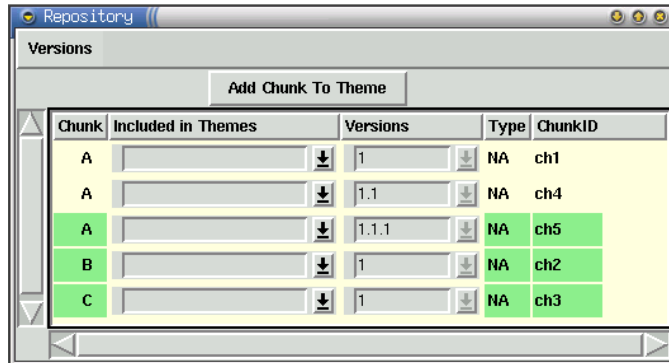 Repository
Versions
Add Chunk To Theme
Chunk Included in Themes Versions Type ChunkID
A 1 NA ch1
A 1.1 NA ch4
A 1.1.1 NA ch5
B 1 NA ch2
C 1 NA ch3